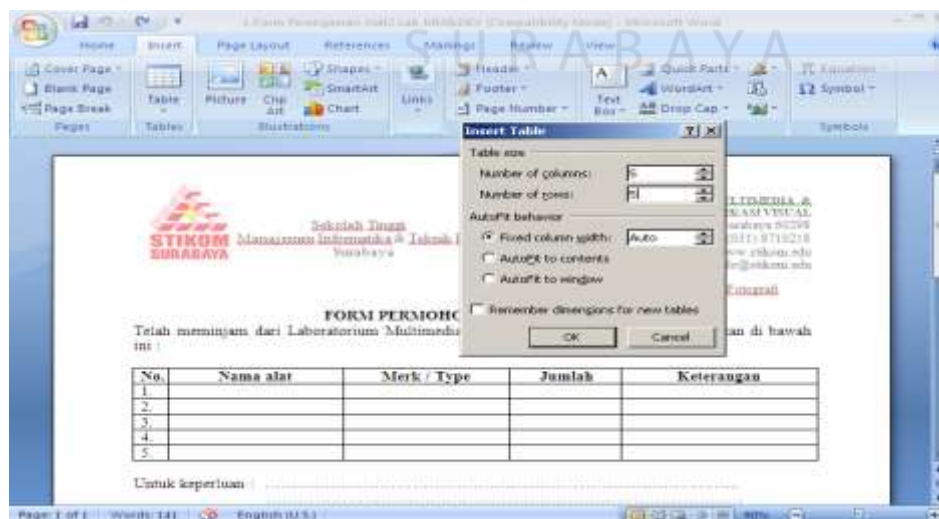 SURABAYA
Microsoft Word
Home Insert Page Layout References Mailings Review View
Cover Page
Blank Page
Page Break
Pages
Table
Tables
Picture Clip Art
Shapes
SmartArt
Chart
Illustrations
Links
Header
Footer
Page Number
Text Box
Quick Parts
WordArt
Drop Cap
Equation
Symbol
Symbols
Insert Table
Table size
Number of columns:
Number of rows:
AutoFit behavior
Fixed column width: Auto
AutoFit to contents
AutoFit to window
Remember dimensions for new tables
OK Cancel
STIKOM
SURABAYA
Sekolah Tinggi
Manajemen Informatika & Teknik
Surabaya
Fotografi
FORM PERMOHO
Telah meminjam dari Laboratorium Multimedia
an di bawah
ini :
No. Nama alat Merk / Type Jumlah Keterangan
1.
2.
3.
4.
5.
Untuk keperluan :
Page: 1 of 1 Words: 141 English (U.S.)